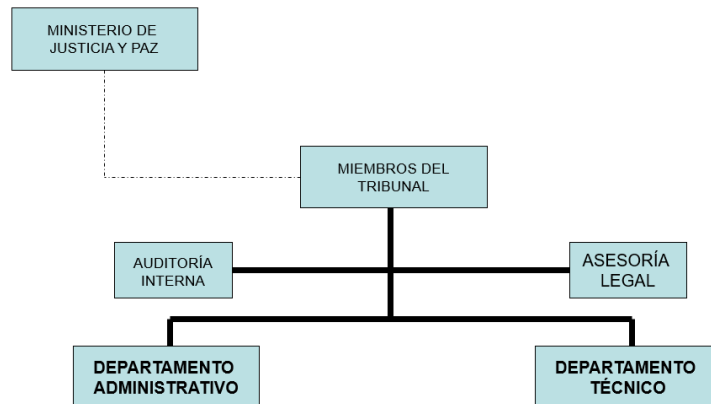 MINISTERIO DE
JUSTICIA Y PAZ
MIEMBROS DEL
TRIBUNAL
AUDITORÍA
INTERNA
ASESORÍA
LEGAL
DEPARTAMENTO
ADMINISTRATIVO
DEPARTAMENTO
TÉCNICO